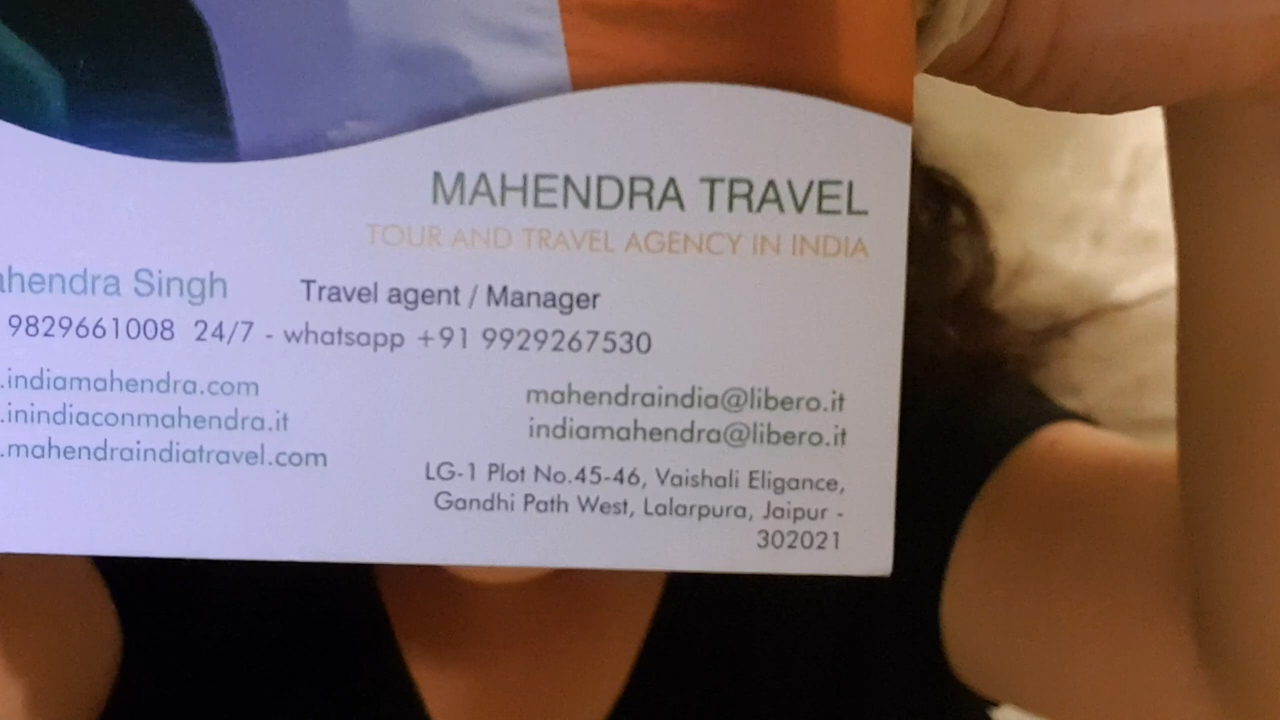 MAHENDRA TRAVEL
TOUR AND TRAVEL AGENCY IN INDIA
ahendra Singh Travel agent / Manager
9829661008 24/7 - whatsapp +91 9929267530
.indiamahendra.com
.inindiaconmahendra.it
.mahendraindiatravel.com
mahendraindia@libero.it
indiamahendra@libero.it
LG-1 Plot No.45-46, Vaishali Eligance,
Gandhi Path West, Lalarpura, Jaipur -
302021